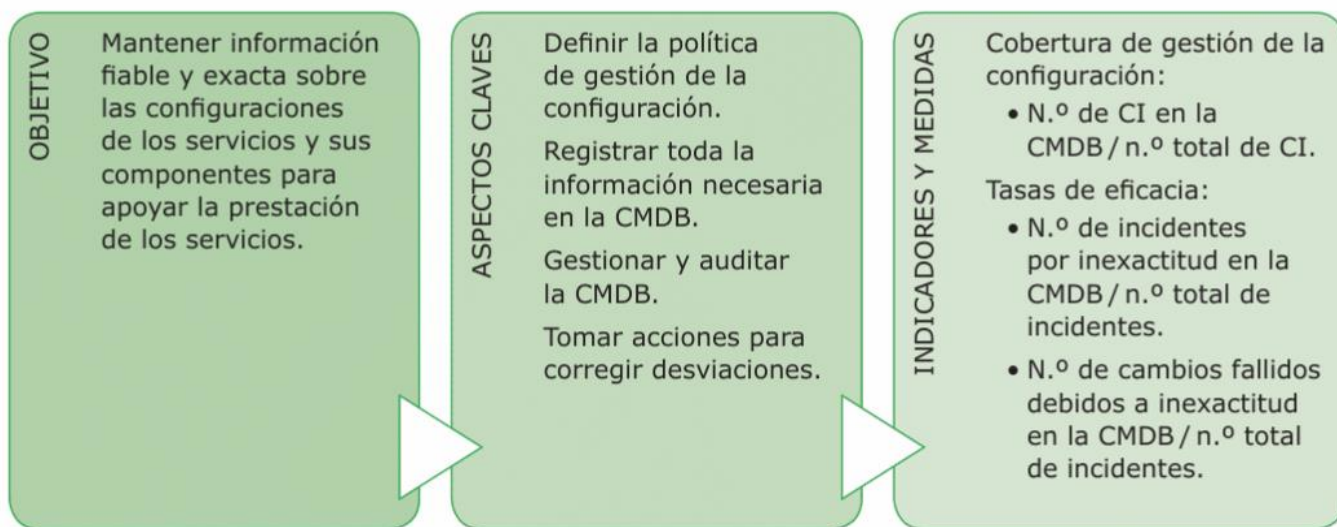 OBJETIVO
Mantener información
fiable y exacta sobre
las configuraciones
de los servicios y sus
componentes para
apoyar la prestación
de los servicios.
ASPECTOS CLAVES
Definir la política
de gestión de la
configuración.
Registrar toda la
información necesaria
en la CMDB.
Gestionar y auditar
la CMDB.
Tomar acciones para
corregir desviaciones.
INDICADORES Y MEDIDAS
Cobertura de gestión de la
configuración:
• N.º de CI en la
CMDB / n.º total de CI.
Tasas de eficacia:
• N.º de incidentes
por inexactitud en la
CMDB / n.º total de
incidentes.
• N.º de cambios fallidos
debidos a inexactitud
en la CMDB / n.º total
de incidentes.